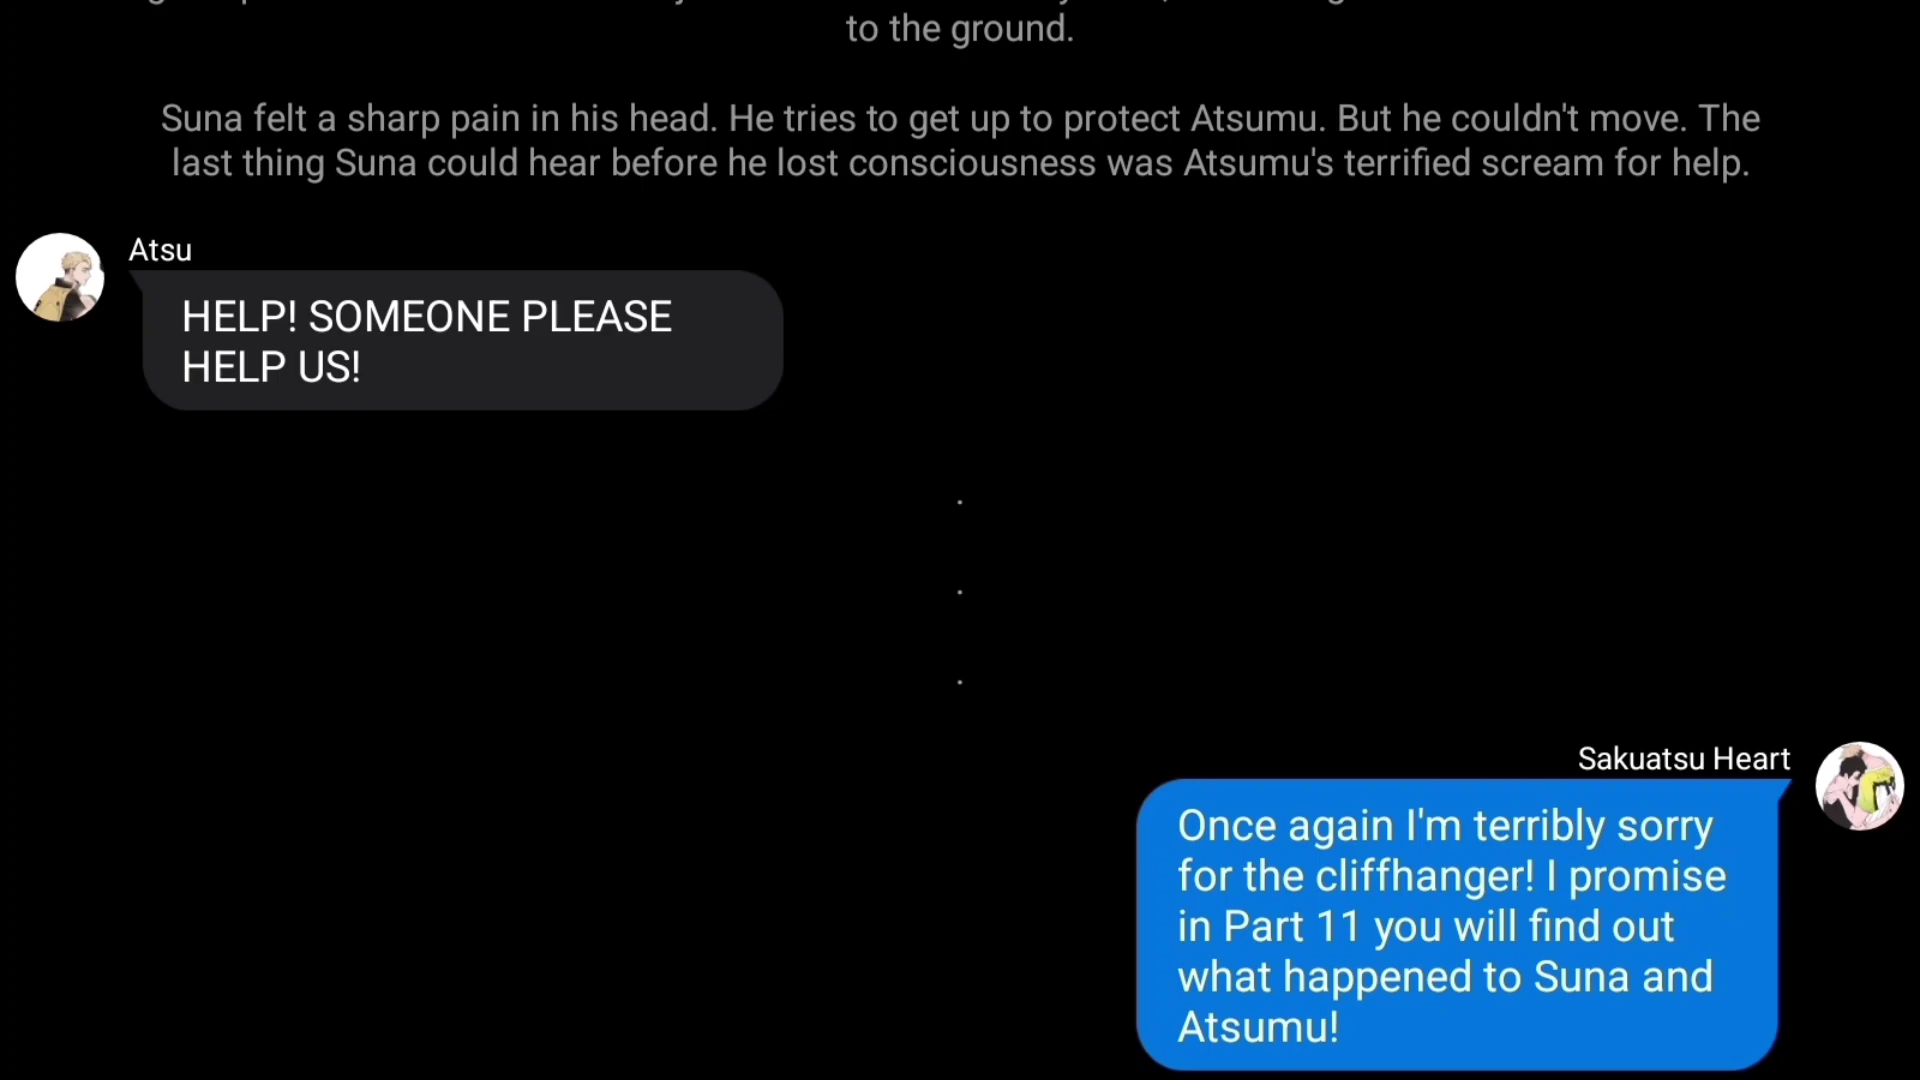 to the ground.
Suna felt a sharp pain in his head. He tries to get up to protect Atsumu. But he couldn't move. The
last thing Suna could hear before he lost consciousness was Atsumu's terrified scream for help.
Atsu
HELP! SOMEONE PLEASE
HELP US!
.
.
.
Sakuatsu Heart
Once again I'm terribly sorry
for the cliffhanger! I promise
in Part 11 you will find out
what happened to Suna and
Atsumu!